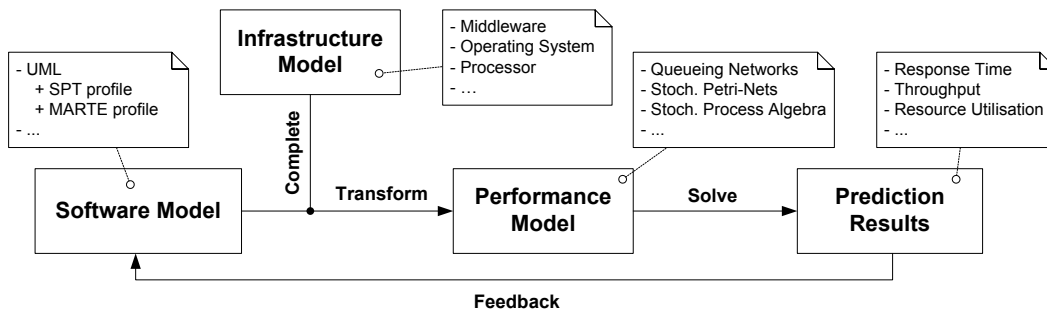 Infrastructure
Model
- Middleware
- Operating System
- Processor
- ...
- UML
+ SPT profile
+ MARTE profile
- ...
- Queueing Networks
- Stoch. Petri-Nets
- Stoch. Process Algebra
- ...
- Response Time
- Throughput
- Resource Utilisation
- ...
Complete
Software Model
Transform
Performance
Model
Solve
Prediction
Results
Feedback